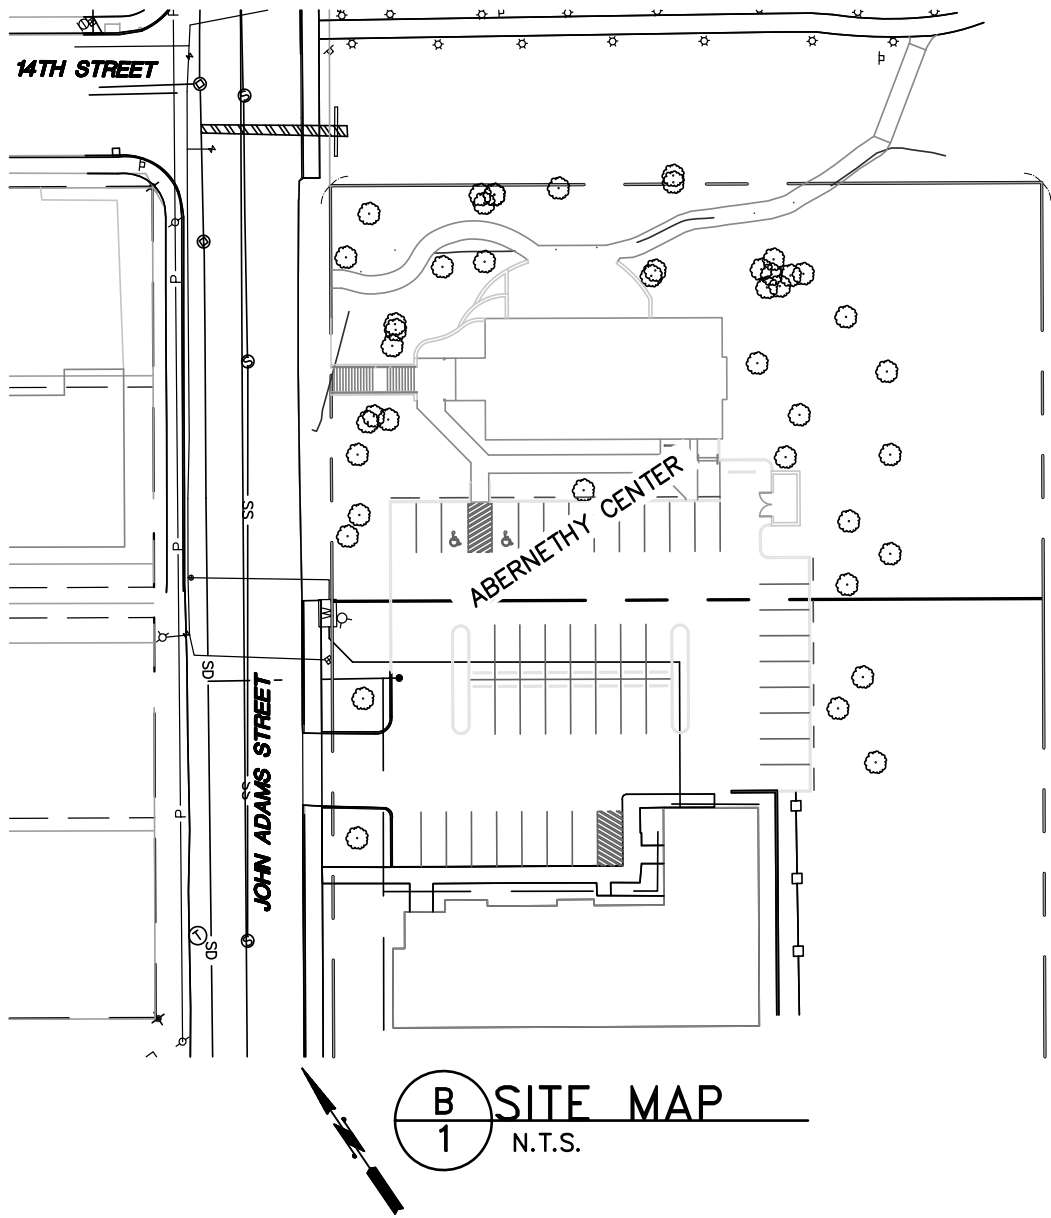 14TH STREET
S
D
P
D
S
P
SS
ABERNETHY CENTER
P
W
SD
JOHN ADAMS STREET
SS
P
T
SD
S
B
1
SITE MAP
N.T.S.